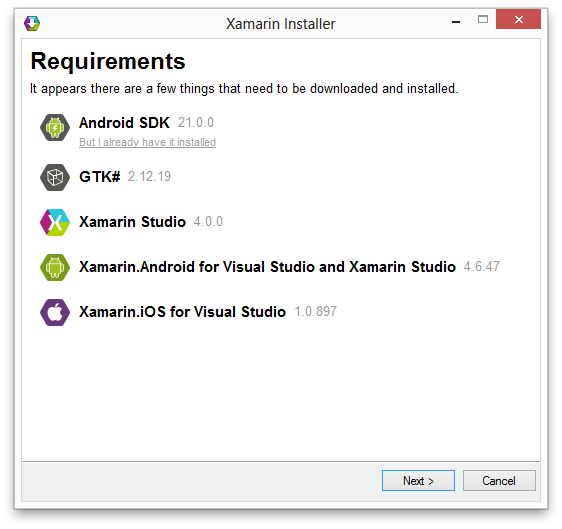 Xamarin Installer
Requirements
It appears there are a few things that need to be downloaded and installed.
Android SDK 21.0.0
But I already have it installed
GTK# 2.12.19
Xamarin Studio 4.0.0
Xamarin.Android for Visual Studio and Xamarin Studio 4.6.47
Xamarin.iOS for Visual Studio 1.0.897
Next > Cancel